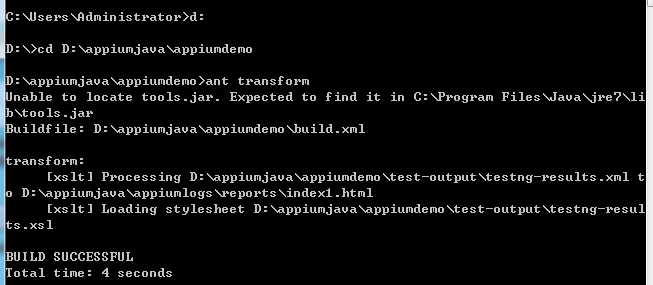 C:\Users\Administrator>d:
D:\>cd D:\appiumjava\appiumdemo
D:\appiumjava\appiumdemo>ant transform
Unable to locate tools.jar. Expected to find it in C:\Program Files\Java\jre7\li
b\tools.jar
Buildfile: D:\appiumjava\appiumdemo\build.xml
transform:
[xslt] Processing D:\appiumjava\appiumdemo\test-output\testng-results.xml t
o D:\appiumjava\appiumlogs\reports\index1.html
[xslt] Loading stylesheet D:\appiumjava\appiumdemo\test-output\testng-resul
ts.xsl
BUILD SUCCESSFUL
Total time: 4 seconds